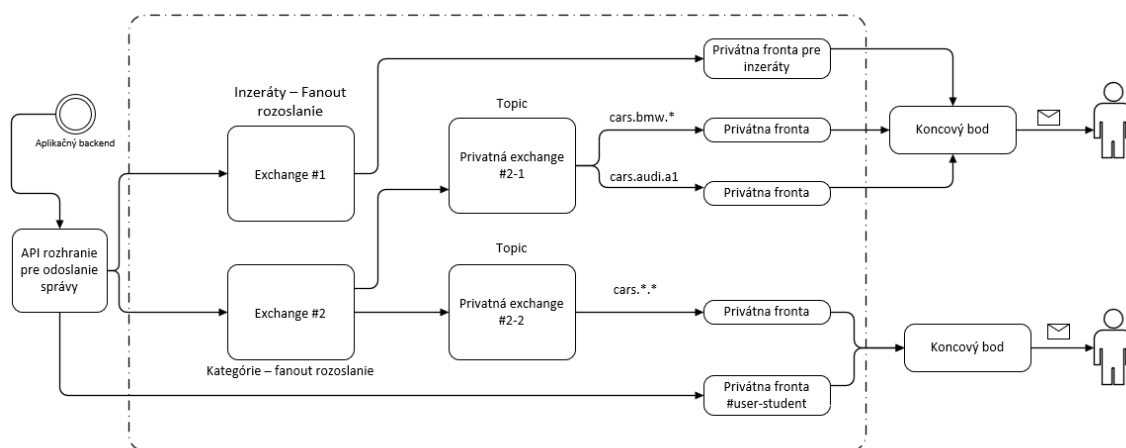 Privátna fronta pre
inzeráty
Inzeráty – Fanout
rozoslanie
Topic
cars.bmw.*
Aplikačný backend
Exchange #1
Privatná exchange
#2-1
Privátna fronta
Koncový bod
cars.audi.a1
Privátna fronta
API rozhranie
pre odoslanie
správy
Topic
cars.*.*
Exchange #2
Privatná exchange
#2-2
Privátna fronta
Koncový bod
Kategórie – fanout rozoslanie
Privátna fronta
#user-student